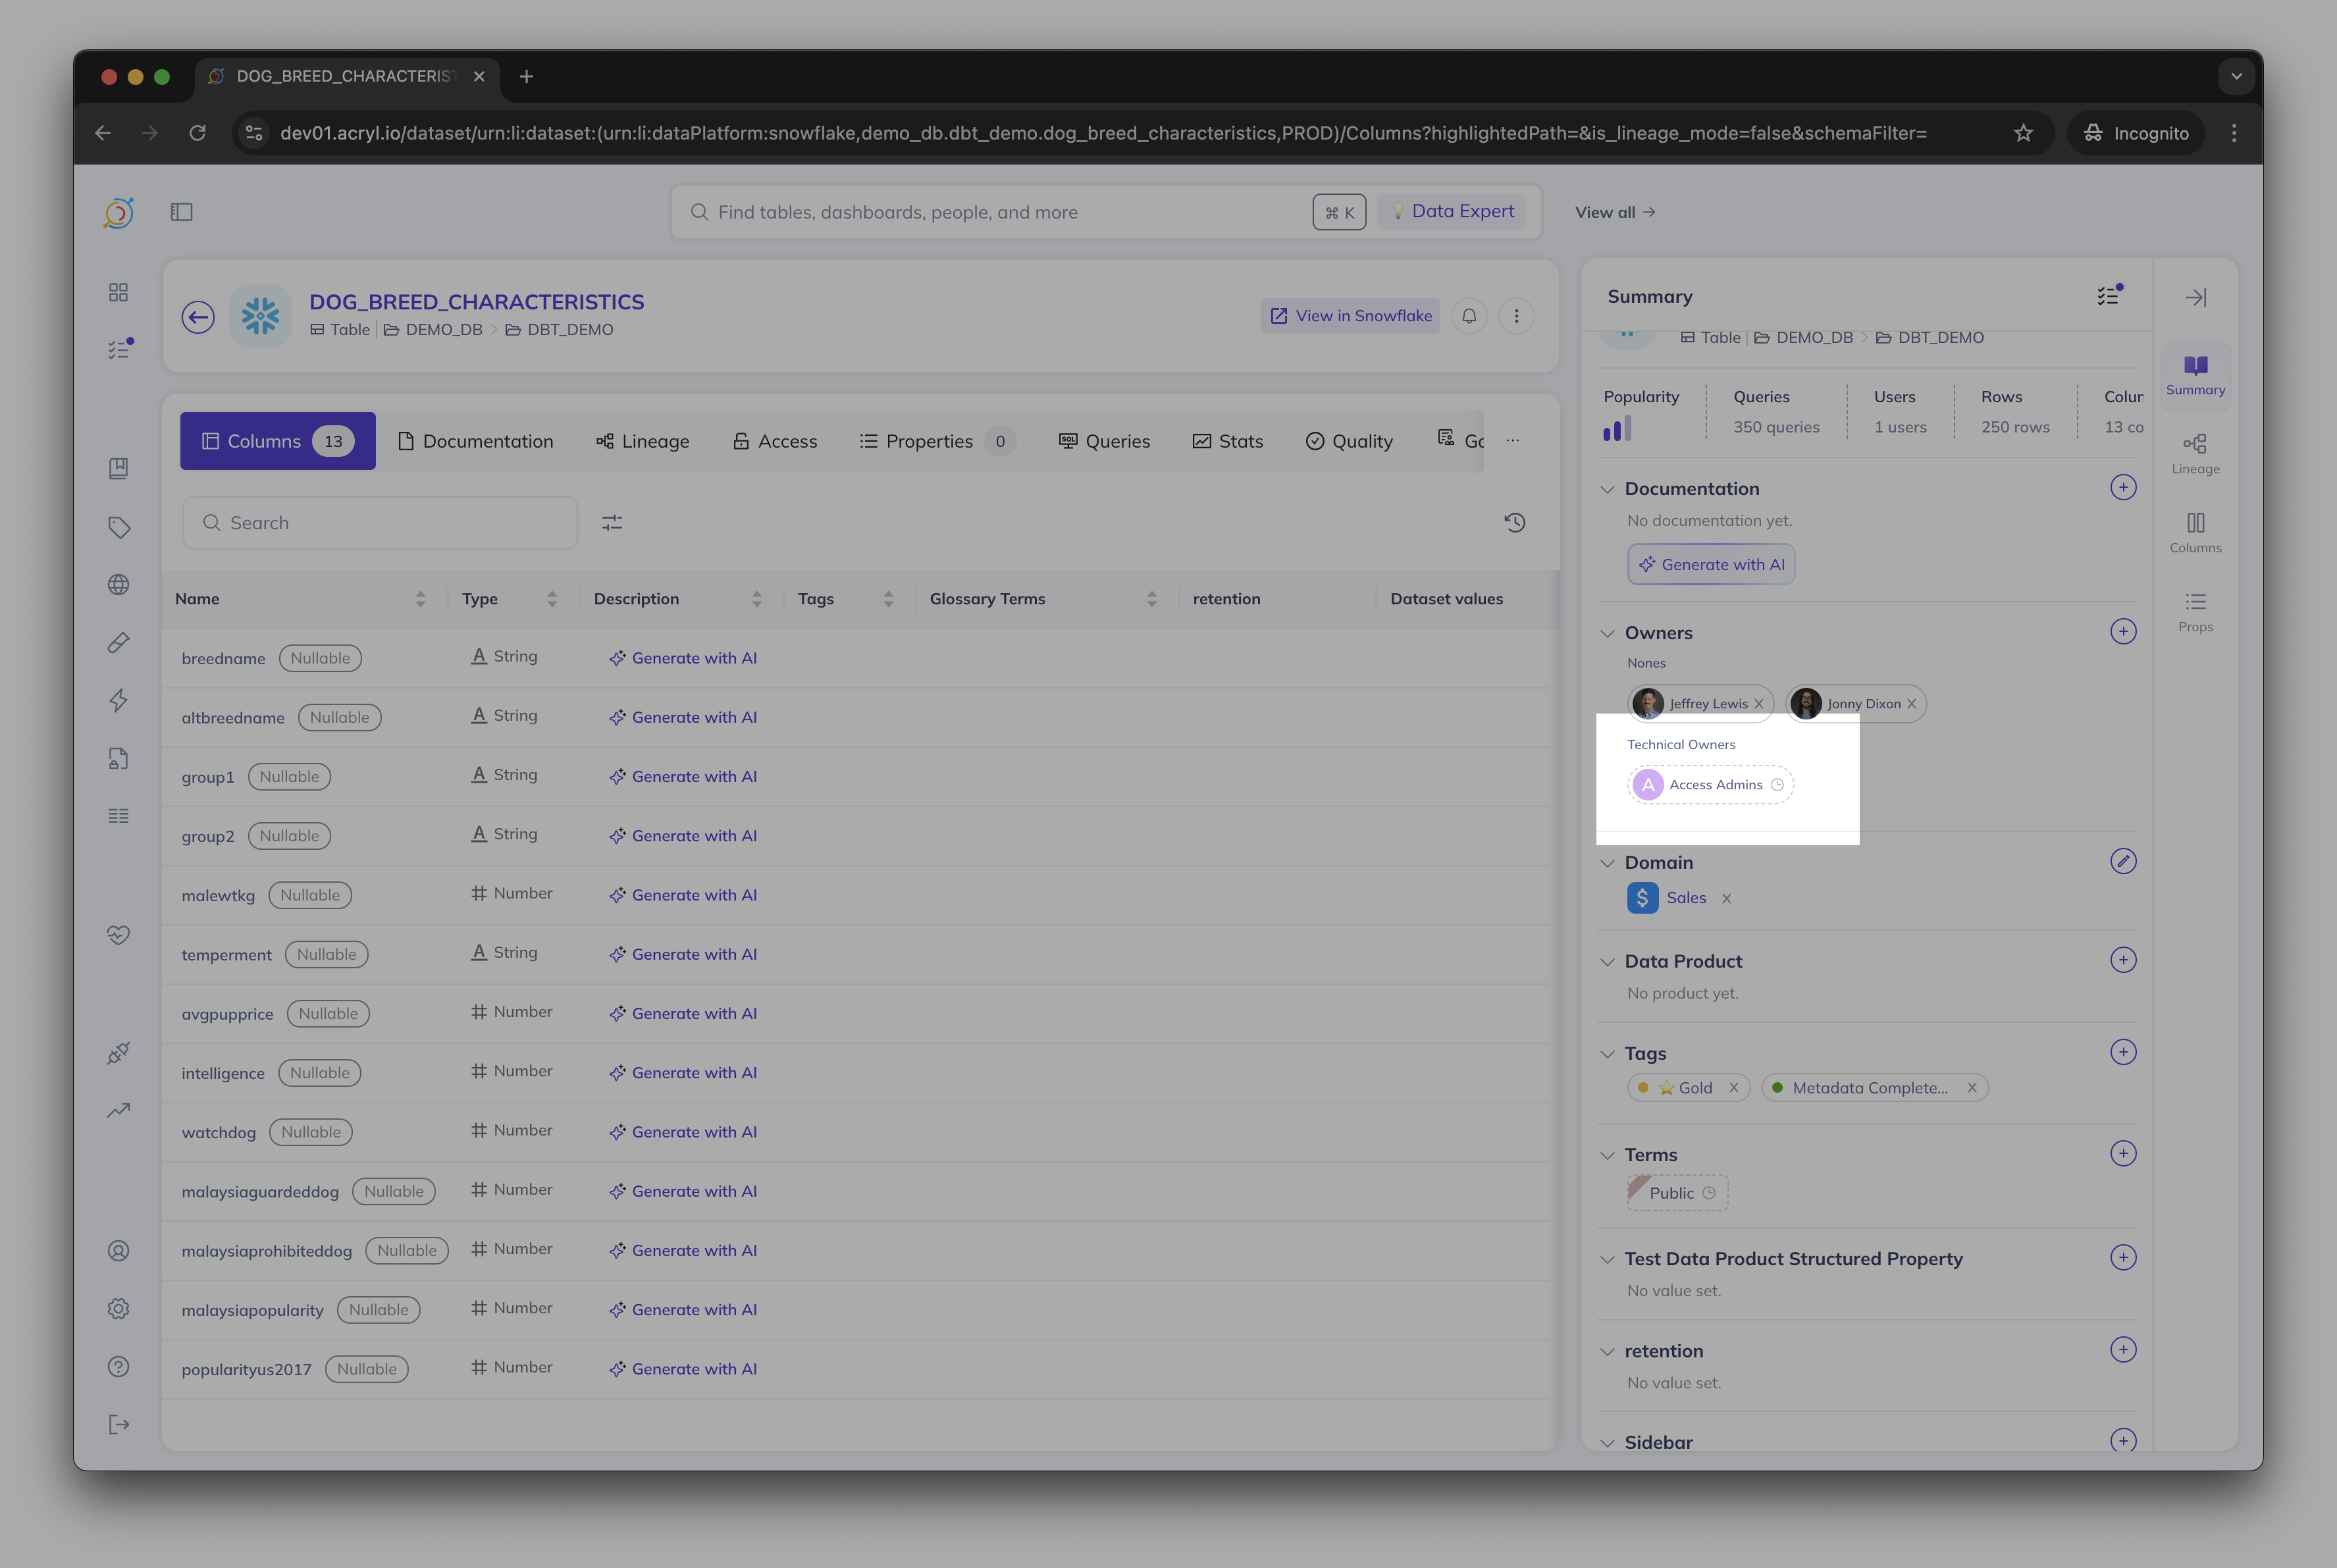 DOG_BREED_CHARACTERIST
dev01.acryl.io/dataset/urn:li:dataset:(urn:li:dataPlatform:snowflake,demo_db.dbt_demo.dog_breed_characteristics,PROD)/Columns?highlightedPath=&is_lineage_mode=false&schemaFilter=
Incognito
Find tables, dashboards, people, and more
⌘ K
Data Expert
View all →
DOG_BREED_CHARACTERISTICS
Table DEMO_DB > DBT_DEMO
View in Snowflake
Columns 13
Documentation
Lineage
Access
Properties 0
Queries
Stats
Quality
Go
...
Search
Name Type Description Tags Glossary Terms retention Dataset values
breedname Nullable String Generate with AI
altbreedname Nullable String Generate with AI
group1 Nullable String Generate with AI
group2 Nullable String Generate with AI
malewtkg Nullable Number Generate with AI
temperment Nullable String Generate with AI
avgpupprice Nullable Number Generate with AI
intelligence Nullable Number Generate with AI
watchdog Nullable Number Generate with AI
malaysiaguardeddog Nullable Number Generate with AI
malaysiaprohibiteddog Nullable Number Generate with AI
malaysiapopularity Nullable Number Generate with AI
popularityus2017 Nullable Number Generate with AI
Summary
Table DEMO_DB > DBT_DEMO
Popularity Queries Users Rows Colun
350 queries 1 users 250 rows 13 co
Documentation
No documentation yet.
Generate with AI
Owners
Nones
Jeffrey Lewis Jonny Dixon
Technical Owners
A Access Admins
Domain
$ Sales
Data Product
No product yet.
Tags
Gold Metadata Complete...
Terms
Public
Test Data Product Structured Property
No value set.
retention
No value set.
Sidebar
Summary
Lineage
Columns
Props